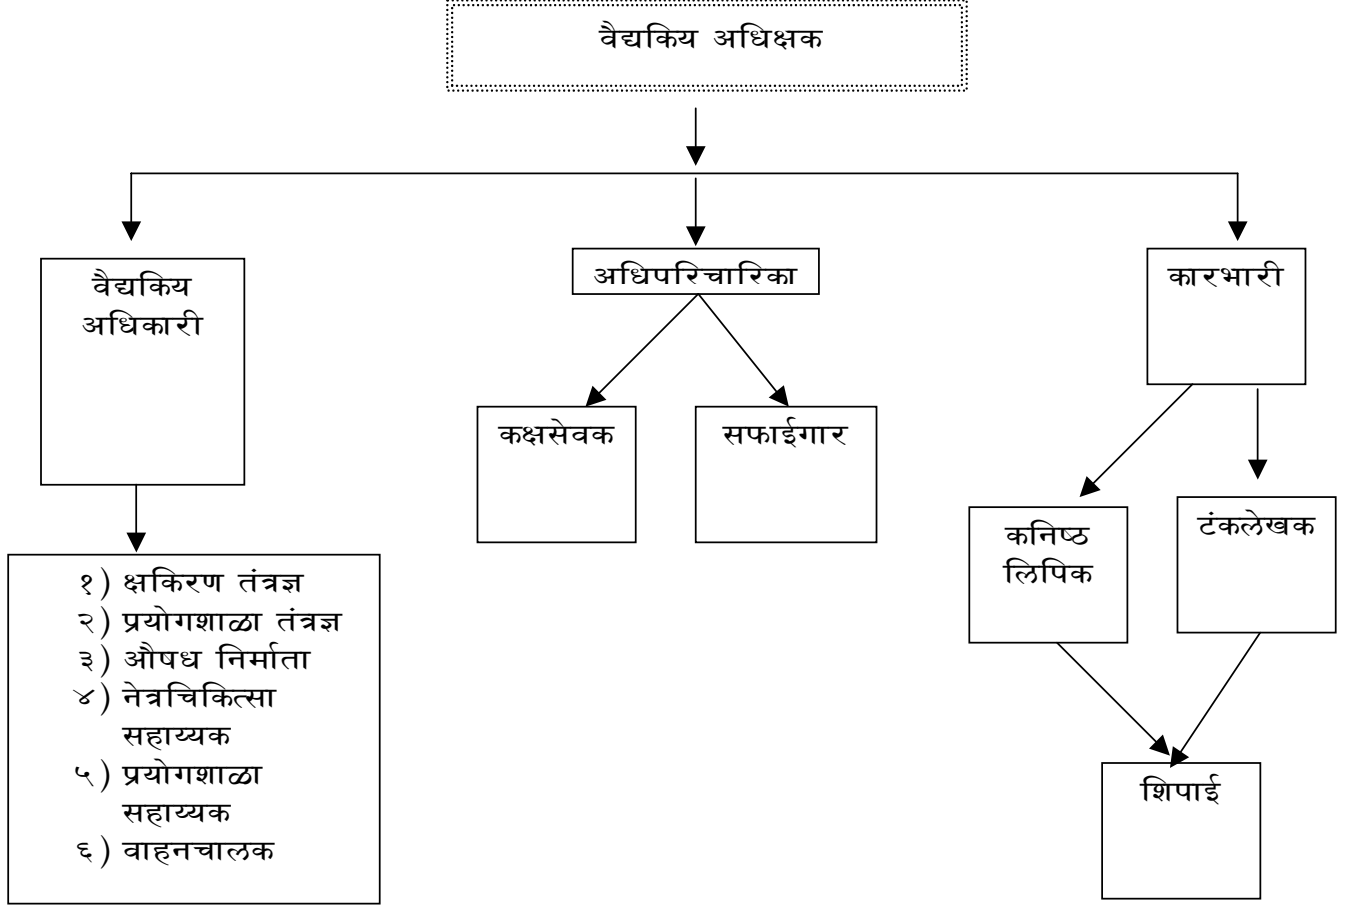 वैद्यकिय अधिक्षक
वैद्यकिय
अधिकारी
अधिपरिचारिका
कारभारी
कक्षसेवक
सफाईगार
कनिष्ठ
लिपिक
टंकलेखक
१) क्षकिरण तंत्रज्ञ
२) प्रयोगशाळा तंत्रज्ञ
३) औषध निर्माता
४) नेत्रचिकित्सा
सहाय्यक
५) प्रयोगशाळा
सहाय्यक
६) वाहनचालक
शिपाई